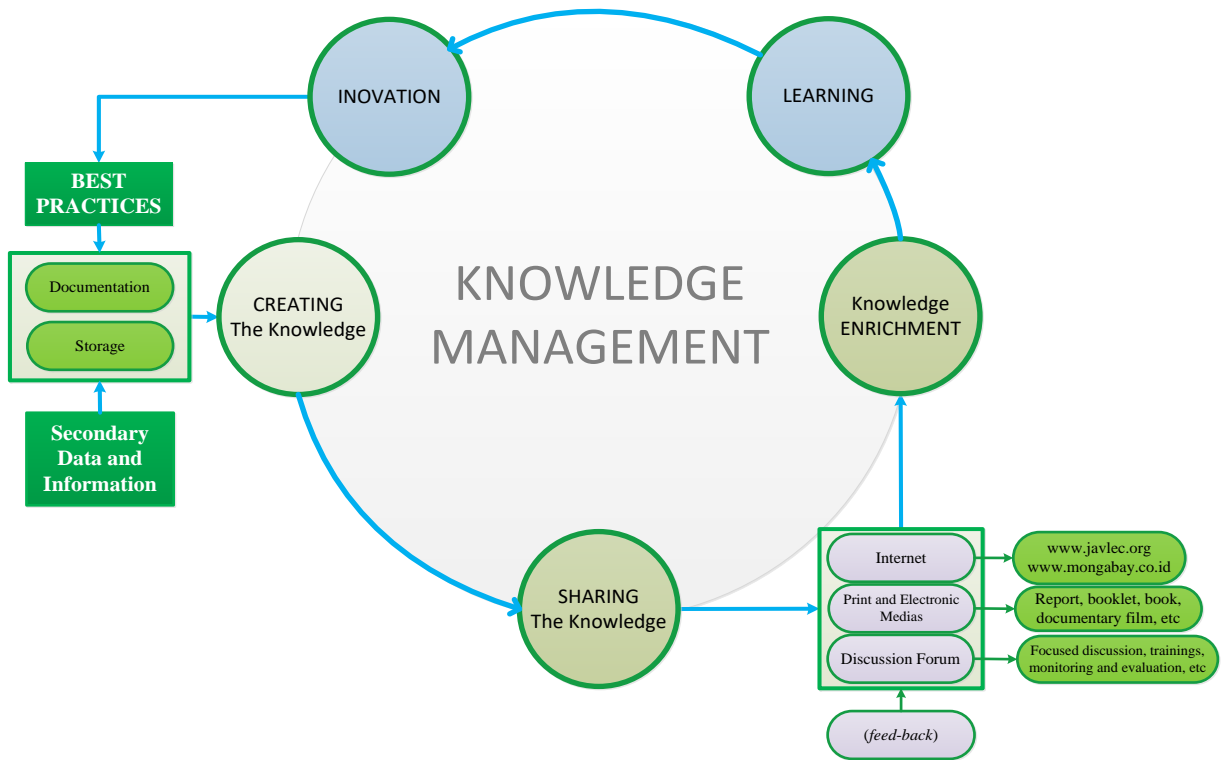 INOVATION
LEARNING
BEST
PRACTICES
Documentation
Storage
CREATING
The Knowledge
KNOWLEDGE
MANAGEMENT
Knowledge
ENRICHMENT
Secondary
Data and
Information
SHARING
The Knowledge
Internet
www.javlec.org
www.mongabay.co.id
Print and Electronic
Medias
Report, booklet, book,
documentary film, etc
Discussion Forum
Focused discussion, trainings,
monitoring and evaluation, etc
(feed-back)